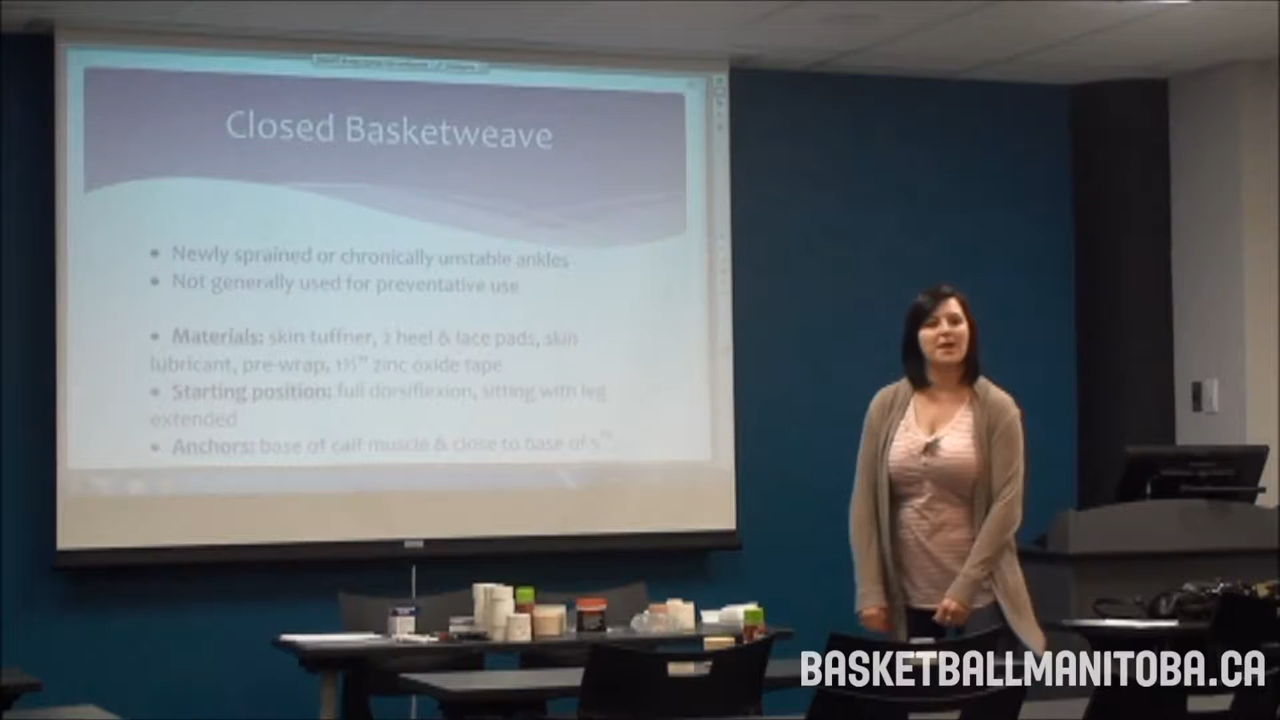 Closed Basketweave
• Newly sprained or chronically unstable ankles
• Not generally used for preventative use
• Materials: skin tuffner, 2 heel & lace pads, skin
lubricant, pre-wrap, 1½" zinc oxide tape
• Starting position: full dorsiflexion, sitting with leg
extended
• Anchors: base of calf muscle & close to base of 5th
BASKETBALLMANITOBA.CA